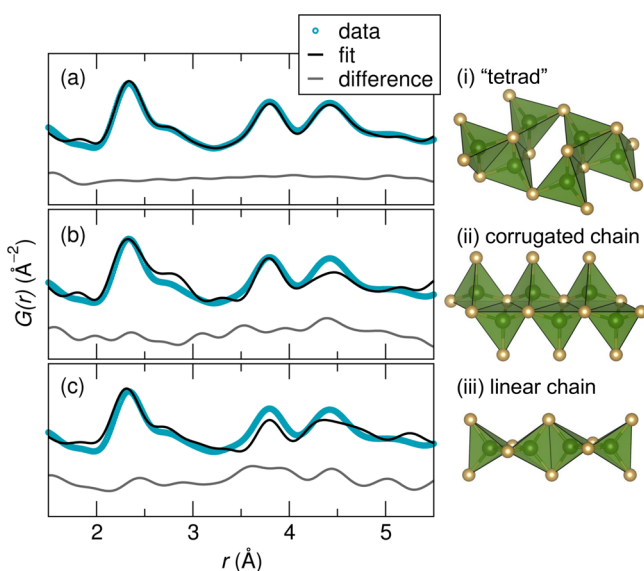 data
fit
difference
(a)
(b)
(c)
G(r) (Å⁻²)
2 3 4 5
r (Å)
(i) “tetrad”
(ii) corrugated chain
(iii) linear chain